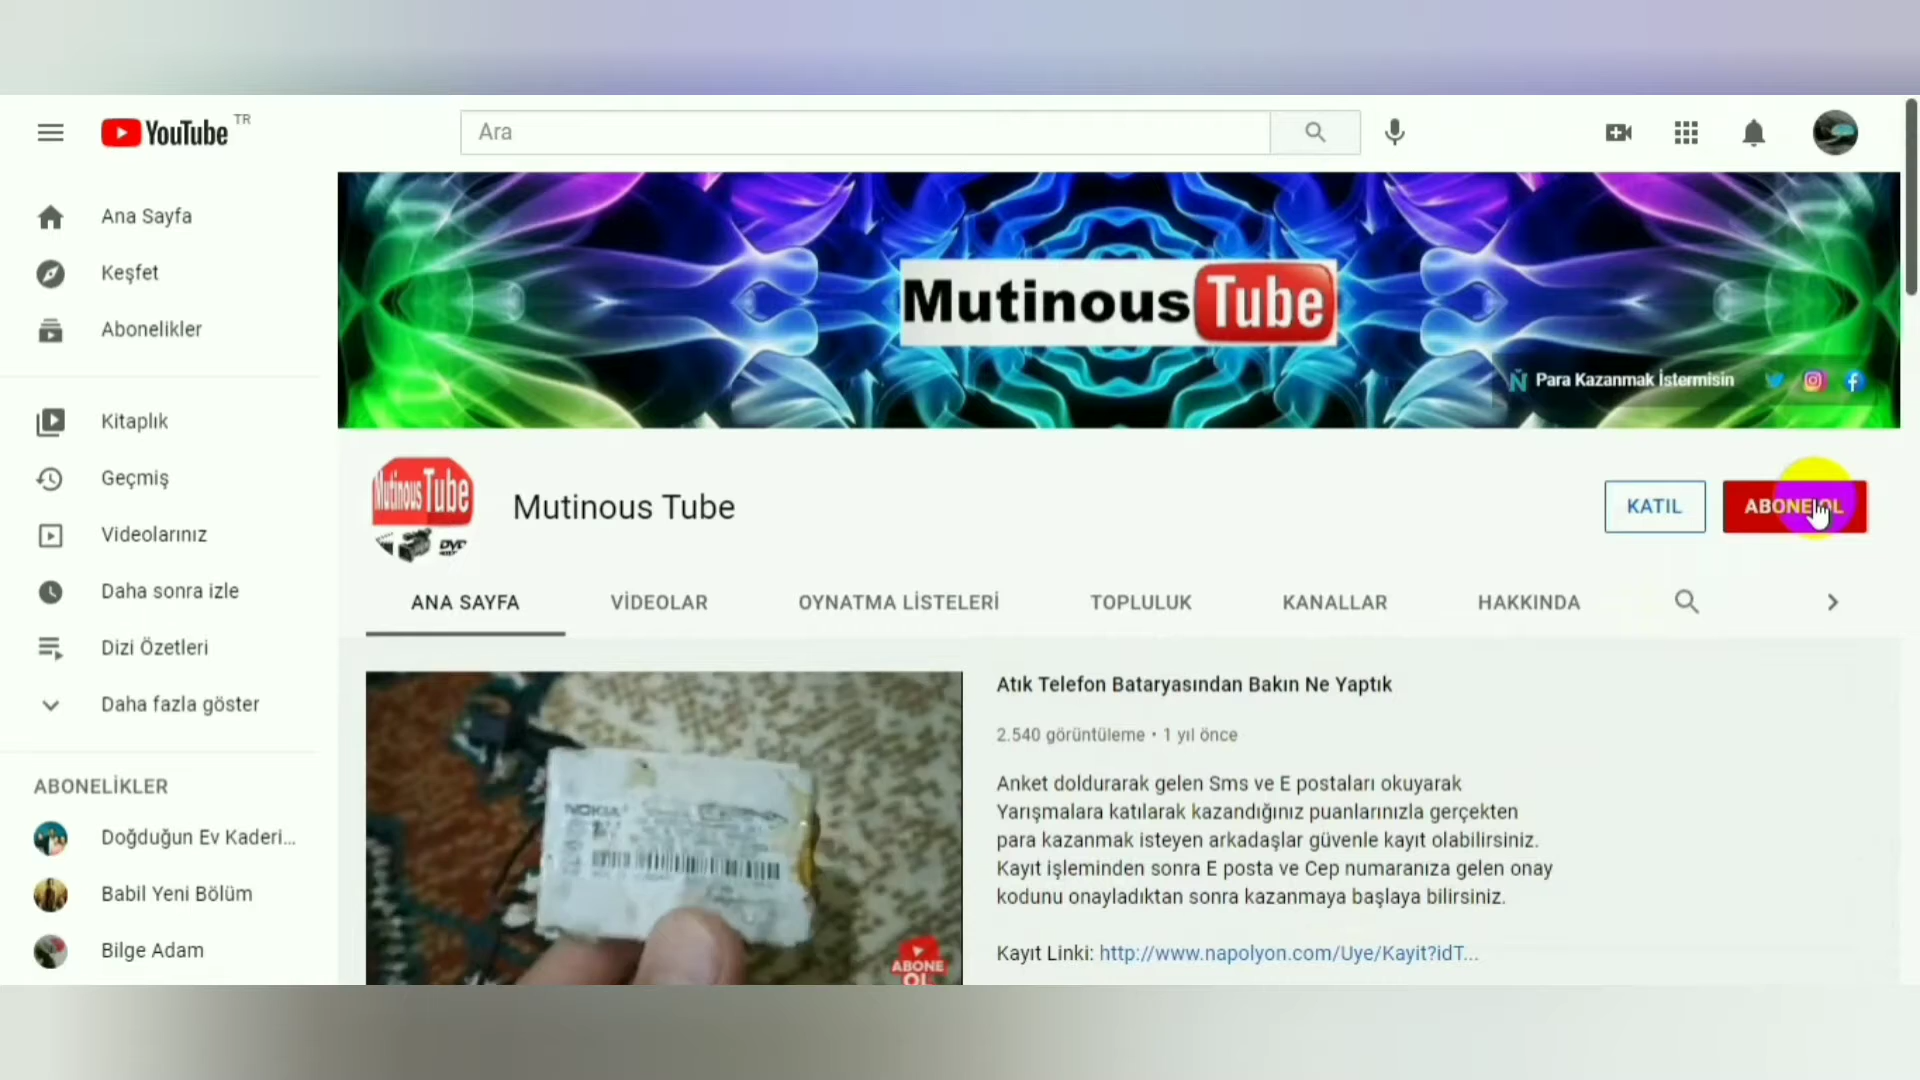 YouTube TR
Ara
Ana Sayfa
Keşfet
Abonelikler
Kitaplık
Geçmiş
Videolarınız
Daha sonra izle
Dizi Özetleri
Daha fazla göster
ABONELİKLER
Doğduğun Ev Kaderi...
Babil Yeni Bölüm
Bilge Adam
Mutinous Tube
Para Kazanmak İstermisin
Mutinous Tube
DVD
Mutinous Tube
KATIL
ABONE OL
ANA SAYFA
VİDEOLAR
OYNATMA LİSTELERİ
TOPLULUK
KANALLAR
HAKKINDA
NOKIA
ABONE
OL
Atık Telefon Bataryasından Bakın Ne Yaptık
2.540 görüntüleme • 1 yıl önce
Anket doldurarak gelen Sms ve E postaları okuyarak
Yarışmalara katılarak kazandığınız puanlarınızla gerçekten
para kazanmak isteyen arkadaşlar güvenle kayıt olabilirsiniz.
Kayıt işleminden sonra E posta ve Cep numaranıza gelen onay
kodunu onayladıktan sonra kazanmaya başlaya bilirsiniz.
Kayıt Linki: http://www.napolyon.com/Uye/Kayit?idT...